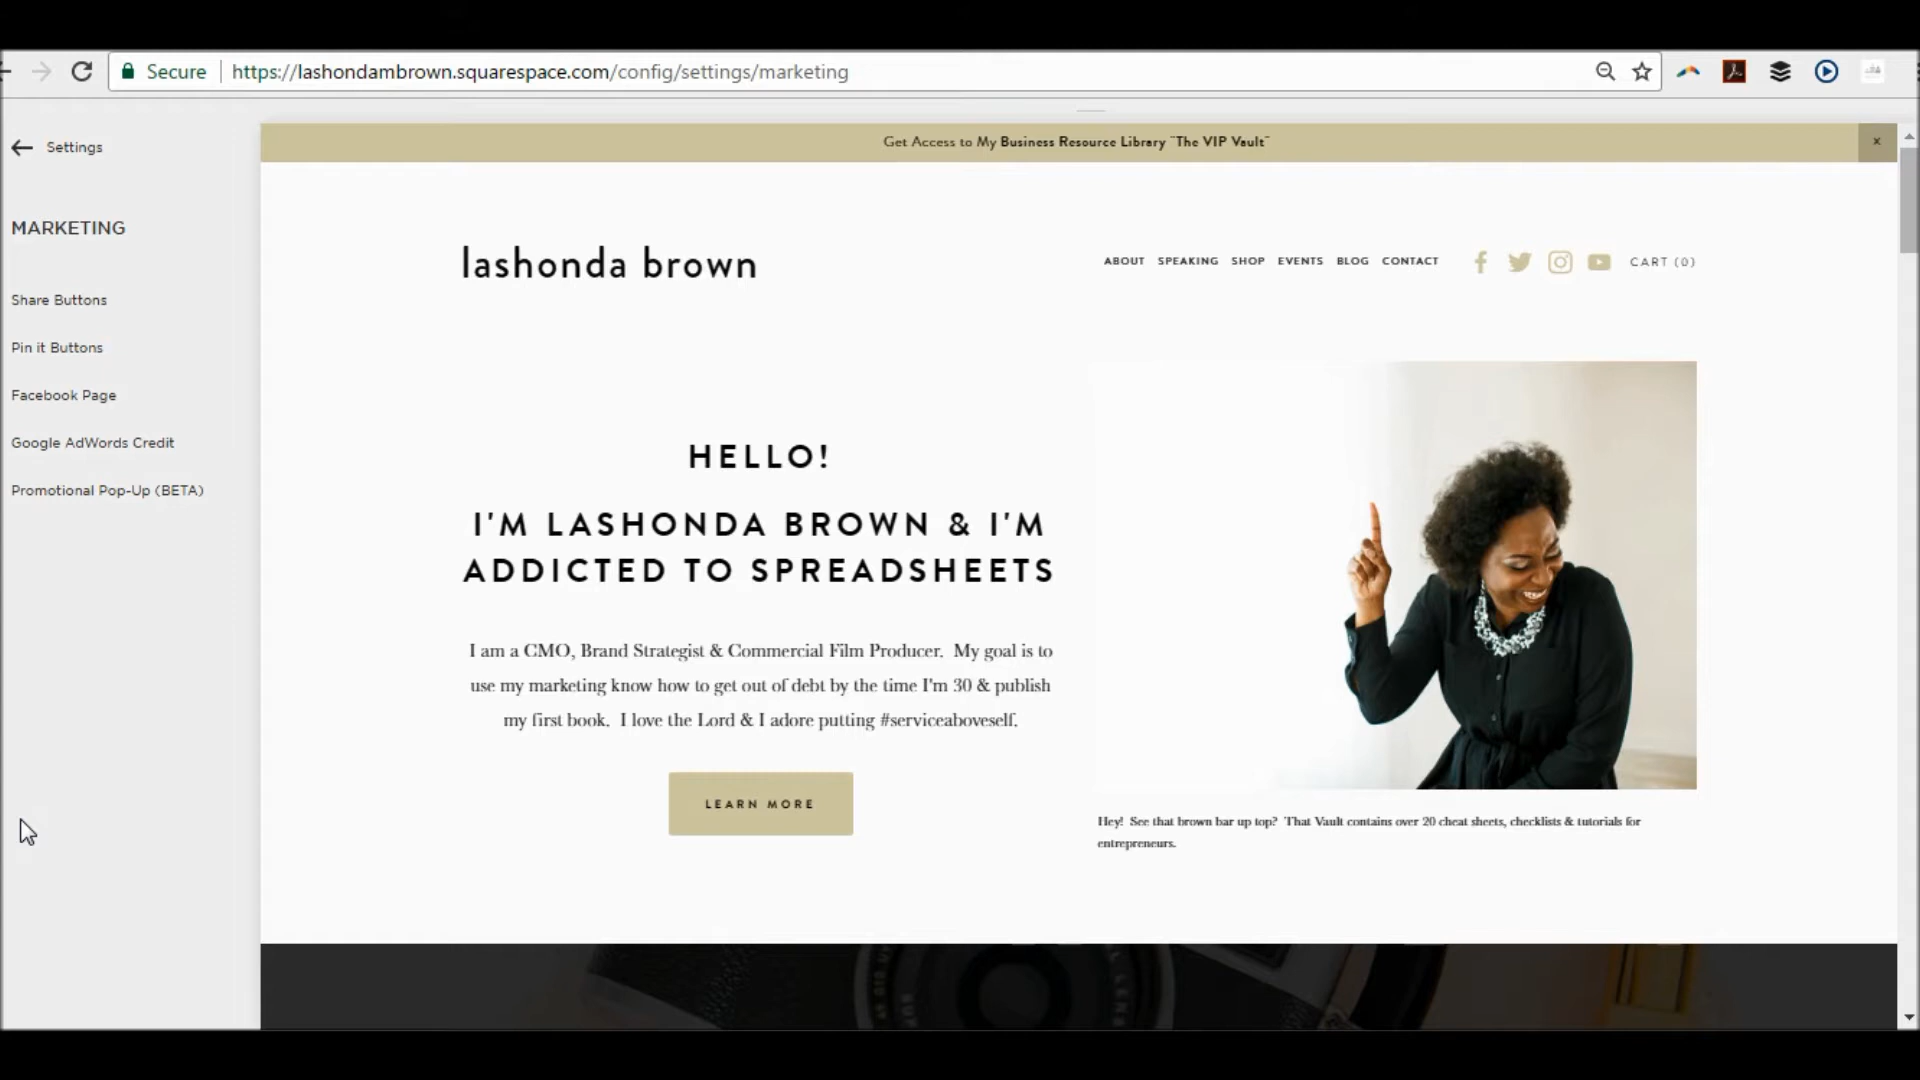 Secure https://lashondambrown.squarespace.com/config/settings/marketing
Settings
MARKETING
Share Buttons
Pin it Buttons
Facebook Page
Google AdWords Credit
Promotional Pop-Up (BETA)
Get Access to My Business Resource Library "The VIP Vault"
lashonda brown
ABOUT SPEAKING SHOP EVENTS BLOG CONTACT CART (0)
HELLO!
I'M LASHONDA BROWN & I'M
ADDICTED TO SPREADSHEETS
I am a CMO, Brand Strategist & Commercial Film Producer. My goal is to
use my marketing know how to get out of debt by the time I'm 30 & publish
my first book. I love the Lord & I adore putting #serviceaboveself.
LEARN MORE
Hey! See that brown bar up top? That Vault contains over 20 cheat sheets, checklists & tutorials for
entrepreneurs.